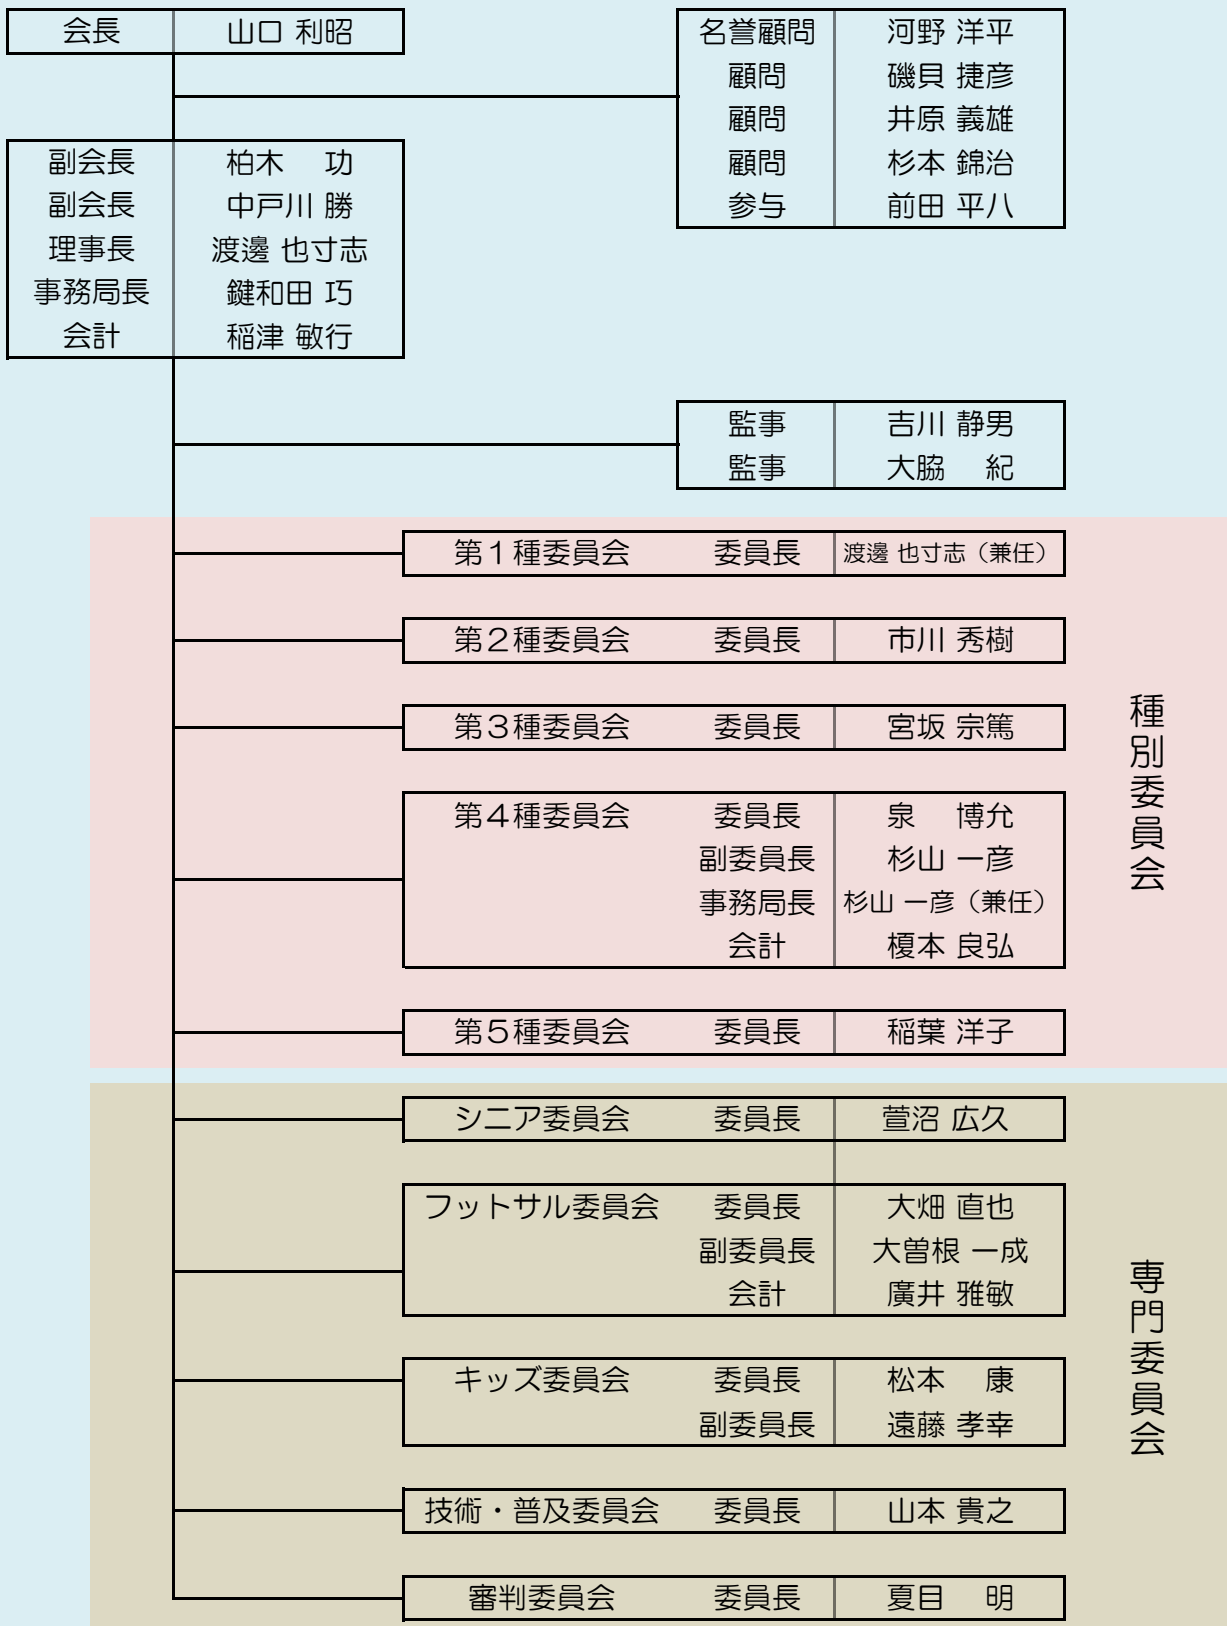 会長 山口 利昭
名誉顧問 河野 洋平
顧問 磯貝 捷彦
顧問 井原 義雄
顧問 杉本 錦治
参与 前田 平八
副会長 柏木 功
副会長 中戸川 勝
理事長 渡邊 也寸志
事務局長 鍵和田 巧
会計 稲津 敏行
監事 吉川 静男
監事 大脇 紀
種別委員会
第１種委員会 委員長 渡邊 也寸志（兼任）
第２種委員会 委員長 市川 秀樹
第３種委員会 委員長 宮坂 宗篤
第４種委員会 委員長 泉 博允
副委員長 杉山 一彦
事務局長 杉山 一彦（兼任）
会計 榎本 良弘
第５種委員会 委員長 稲葉 洋子
専門委員会
シニア委員会 委員長 萱沼 広久
フットサル委員会 委員長 大畑 直也
副委員長 大曽根 一成
会計 廣井 雅敏
キッズ委員会 委員長 松本 康
副委員長 遠藤 孝幸
技術・普及委員会 委員長 山本 貴之
審判委員会 委員長 夏目 明